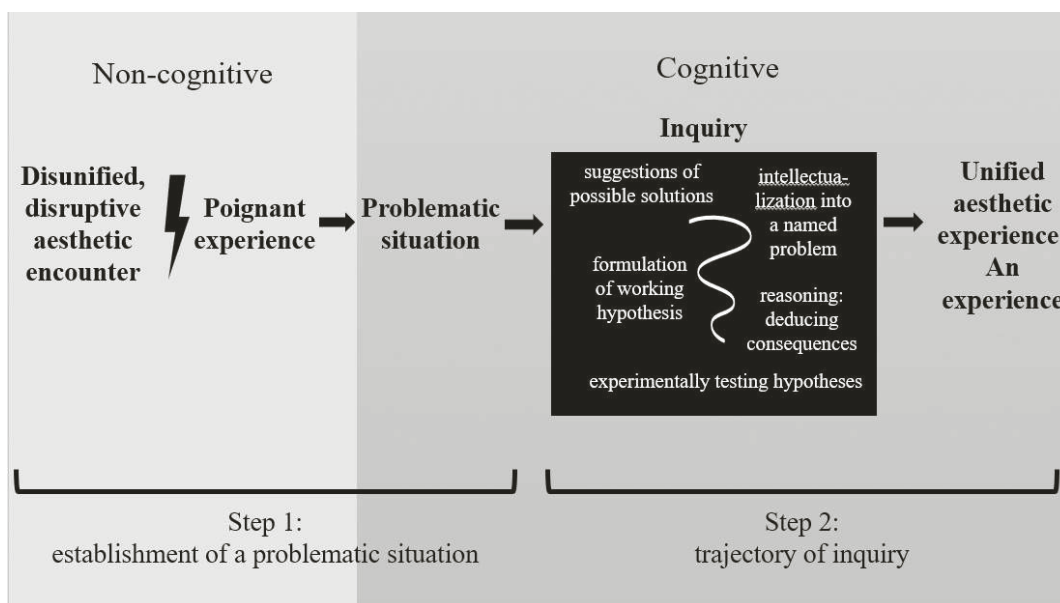 Non-cognitive
Cognitive
Disunified,
disruptive
aesthetic
encounter
Poignant
experience
Problematic
situation
Inquiry
suggestions of
possible solutions
intellectua-
lization into
a named
problem
formulation
of working
hypothesis
reasoning:
deducing
consequences
experimentally testing hypotheses
Unified
aesthetic
experience
An
experience
Step 1:
establishment of a problematic situation
Step 2:
trajectory of inquiry